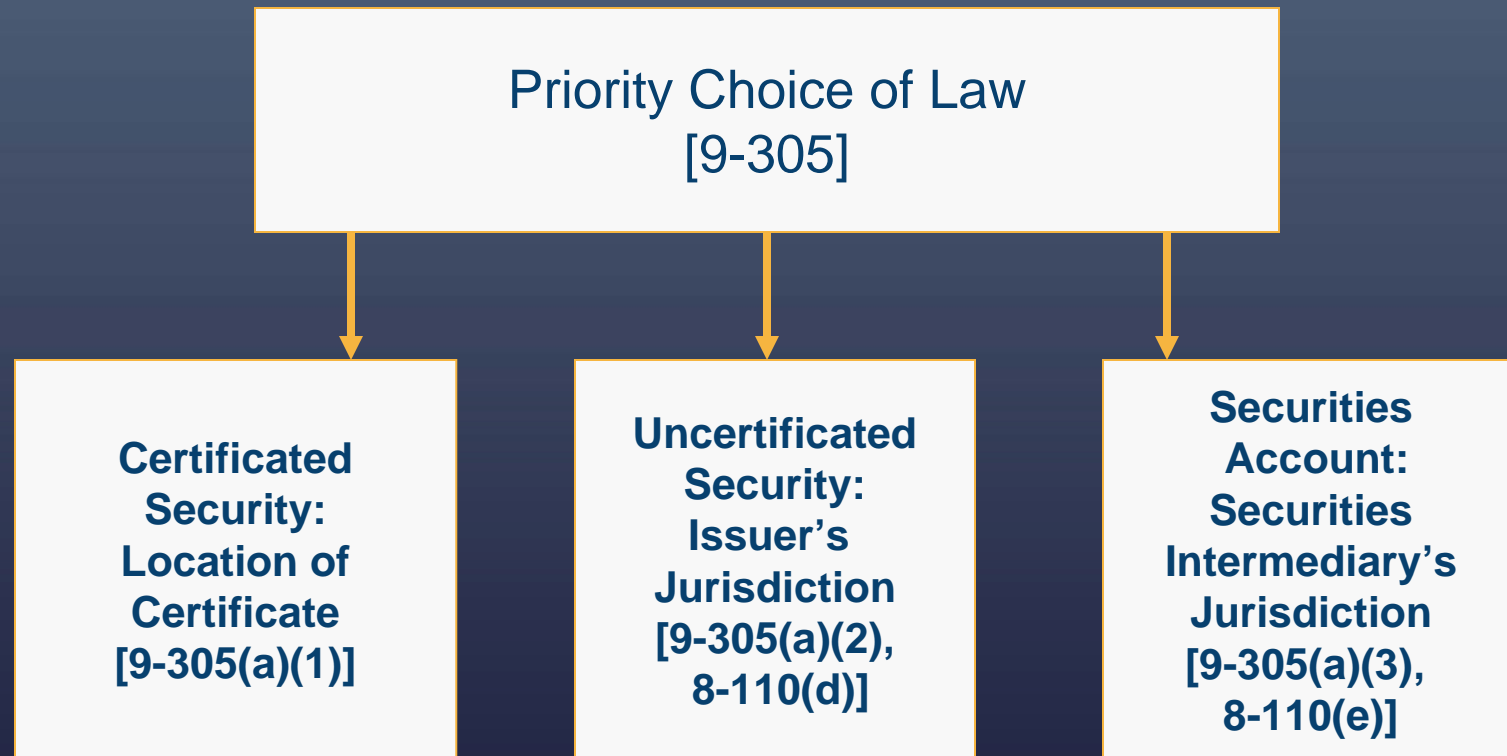 Priority Choice of Law
[9-305]
Certificated
Security:
Location of
Certificate
[9-305(a)(1)]
Uncertificated
Security:
Issuer’s
Jurisdiction
[9-305(a)(2),
8-110(d)]
Securities
Account:
Securities
Intermediary’s
Jurisdiction
[9-305(a)(3),
8-110(e)]